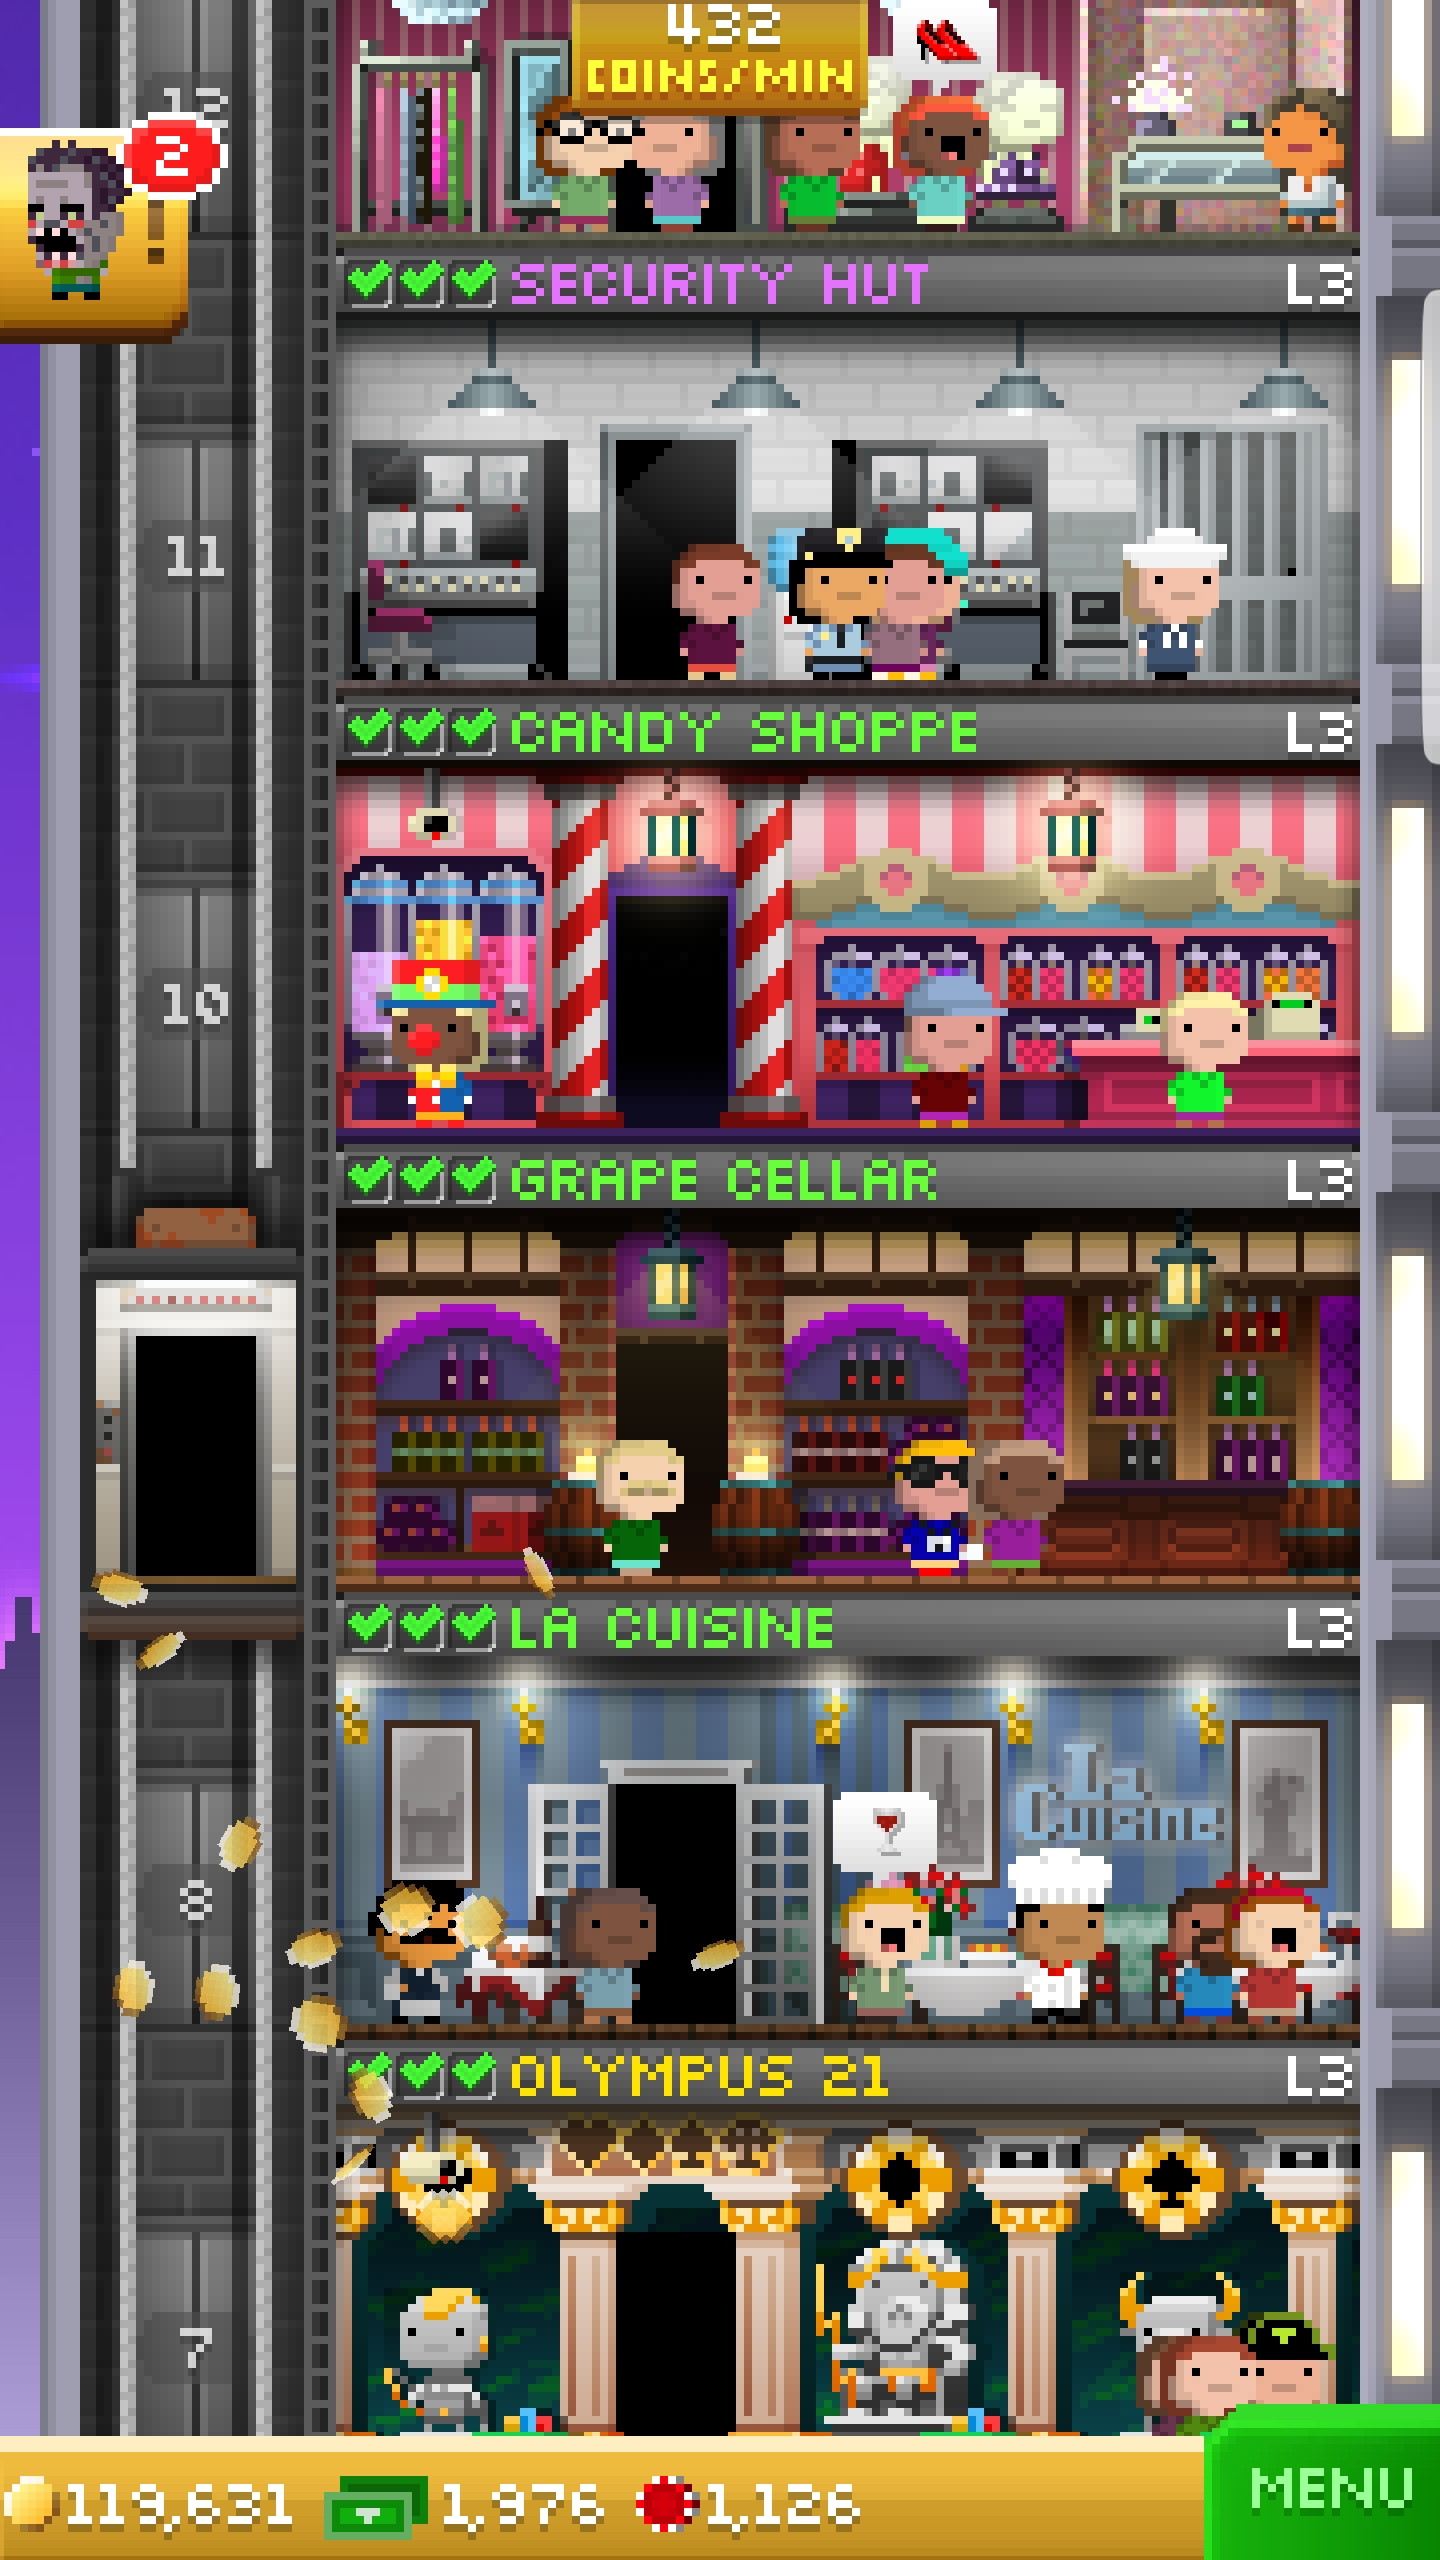 432
COINS/MIN
12
2
!
SECURITY HUT L3
11
CANDY SHOPPE L3
10
GRAPE CELLAR L3
LA CUISINE L3
La
Cuisine
8
OLYMPUS 21 L3
7
119,631 1,976 1,126
MENU